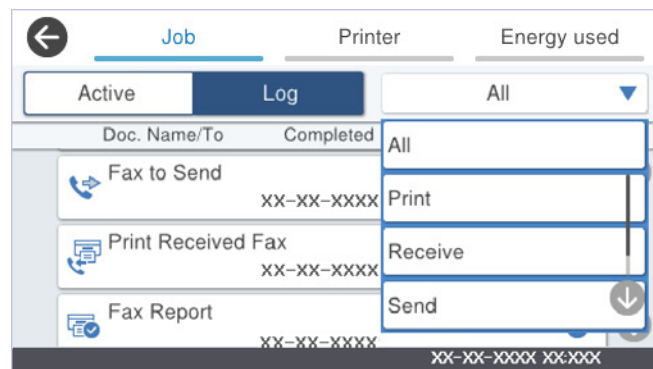 Job Printer Energy used
Active Log All
Doc. Name/To Completed
All
Fax to Send
XX-XX-XXXX
Print
Print Received Fax
XX-XX-XXXX
Receive
Fax Report
XX-XX-XXXX
Send
XX-XX-XXXX XX:XXX